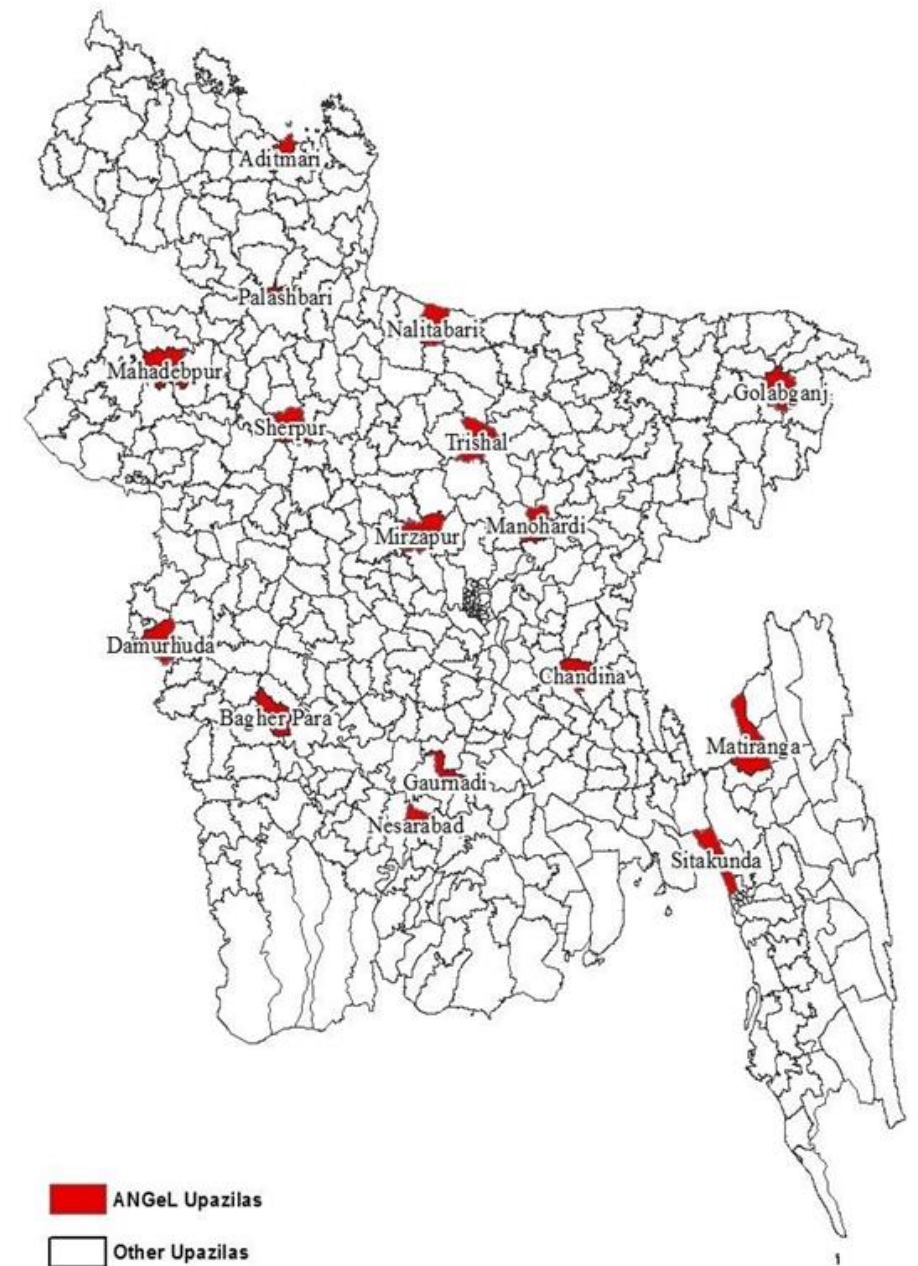 Aditmari
Palashbari
Nalitabari
Mahadebpur
Golabganj
Sherpur
Trishal
Manohardi
Mirzapur
Damurhuda
Chandina
Bagher Para
Matiranga
Gaurnadi
Nesarabad
Sitakunda
ANGeL Upazilas
Other Upazilas
1